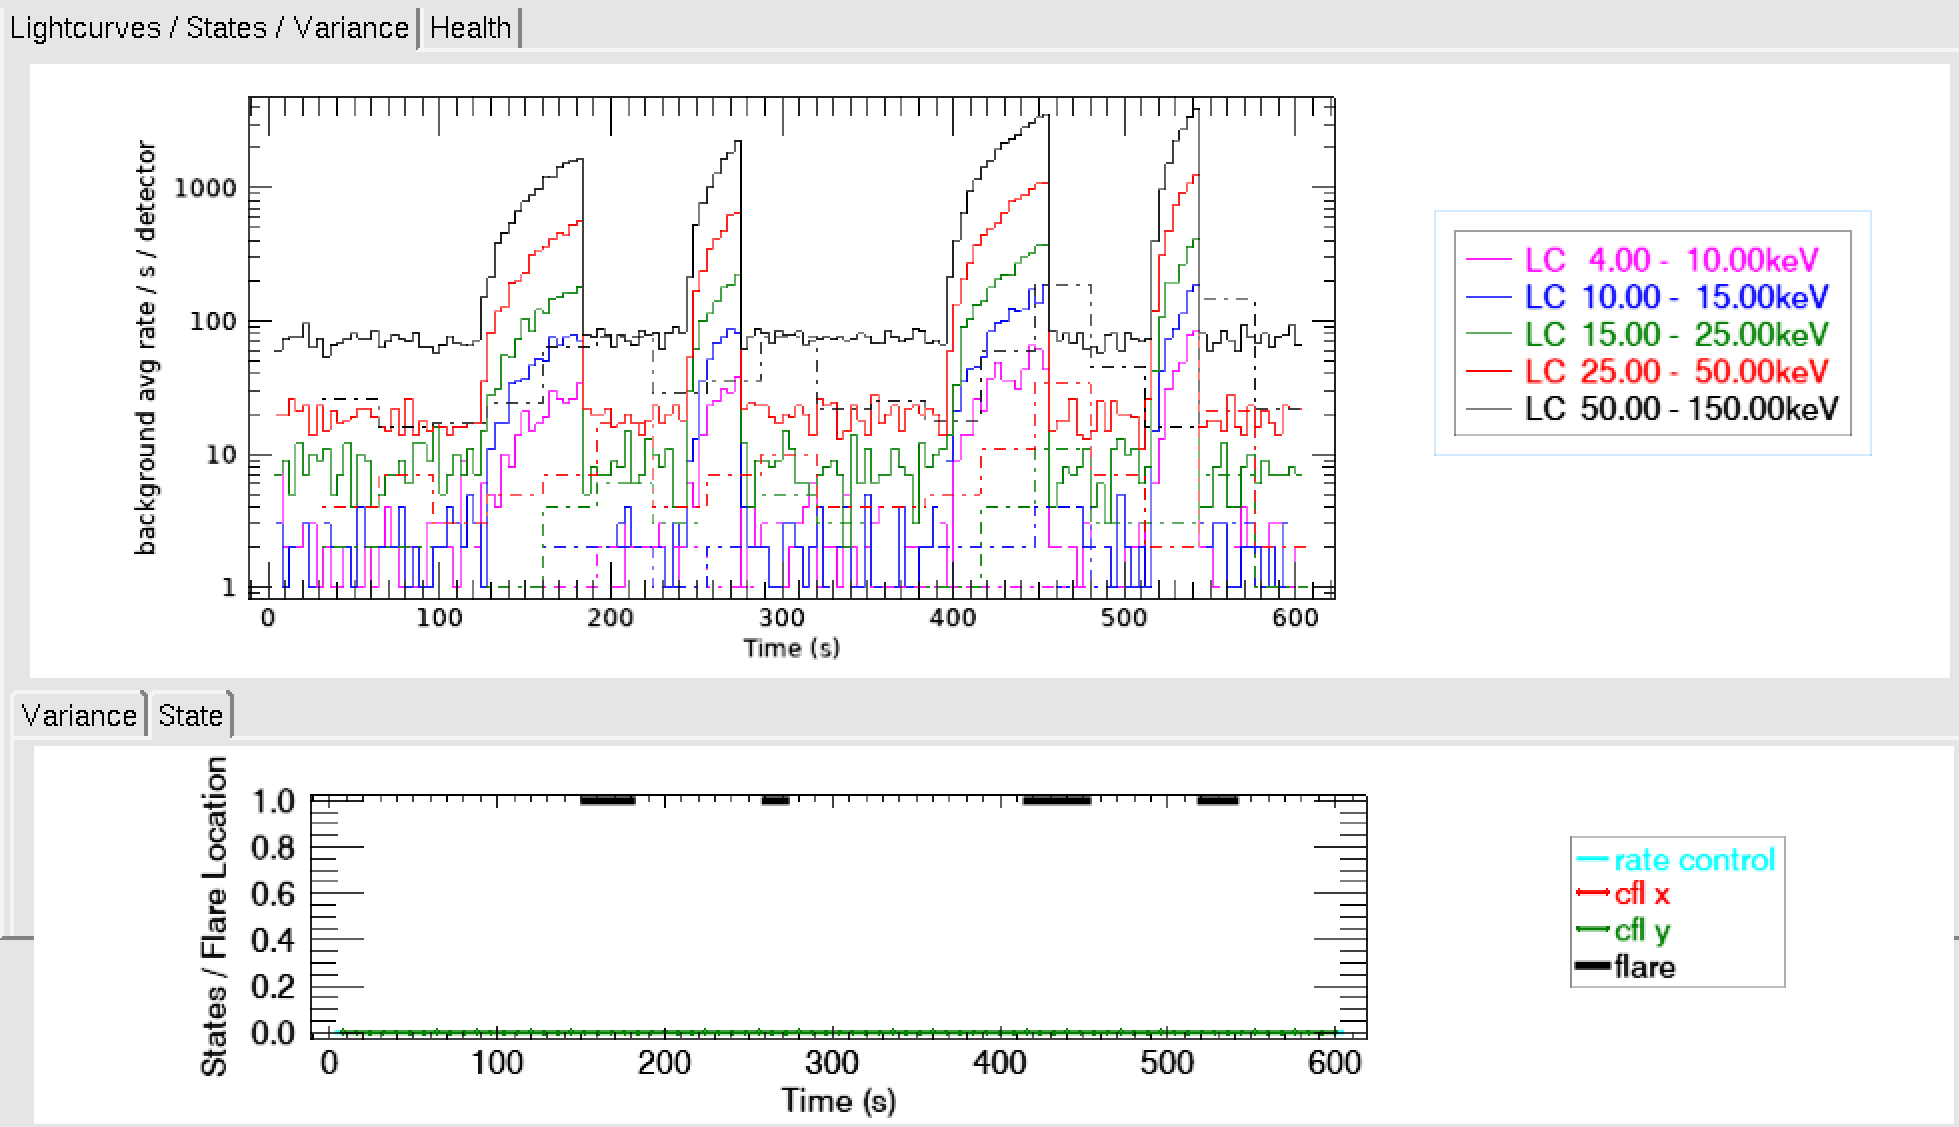 Lightcurves / States / Variance Health
background avg rate / s / detector
1000
100
10
1
0 100 200 300 400 500 600
Time (s)
LC 4.00 - 10.00keV
LC 10.00 - 15.00keV
LC 15.00 - 25.00keV
LC 25.00 - 50.00keV
LC 50.00 - 150.00keV
Variance State
States / Flare Location
1.0
0.8
0.6
0.4
0.2
0.0
0 100 200 300 400 500 600
Time (s)
rate control
cfl x
cfl y
flare